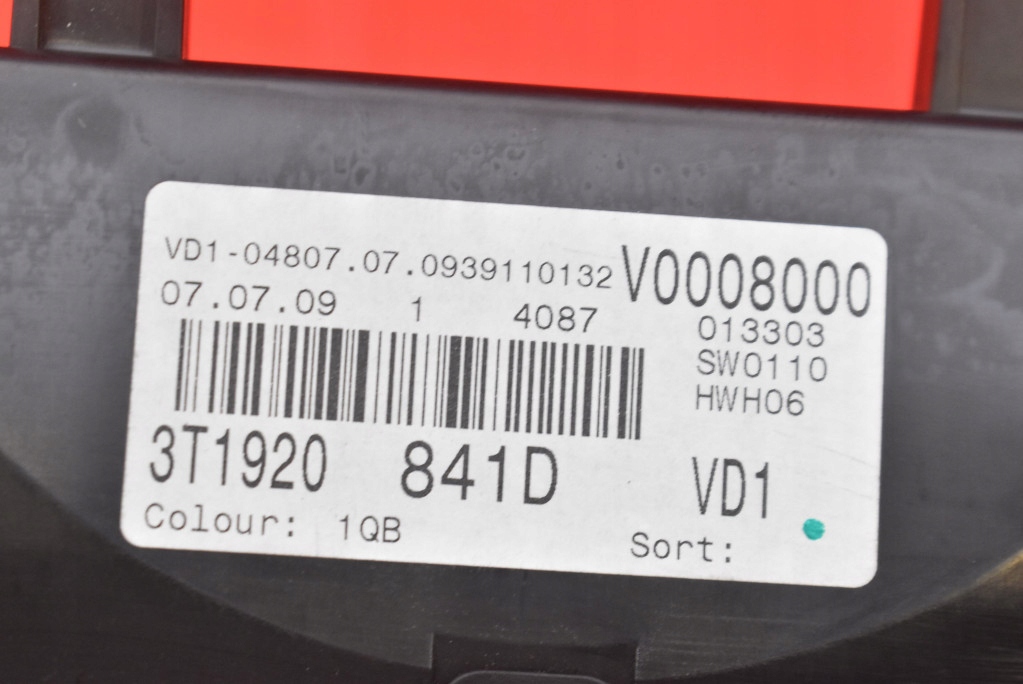 VD1-04807.07.0939110132 V0008000
07.07.09 1 4087 013303
SW0110
HWH06
3T1920 841D VD1
Colour: 1QB Sort: